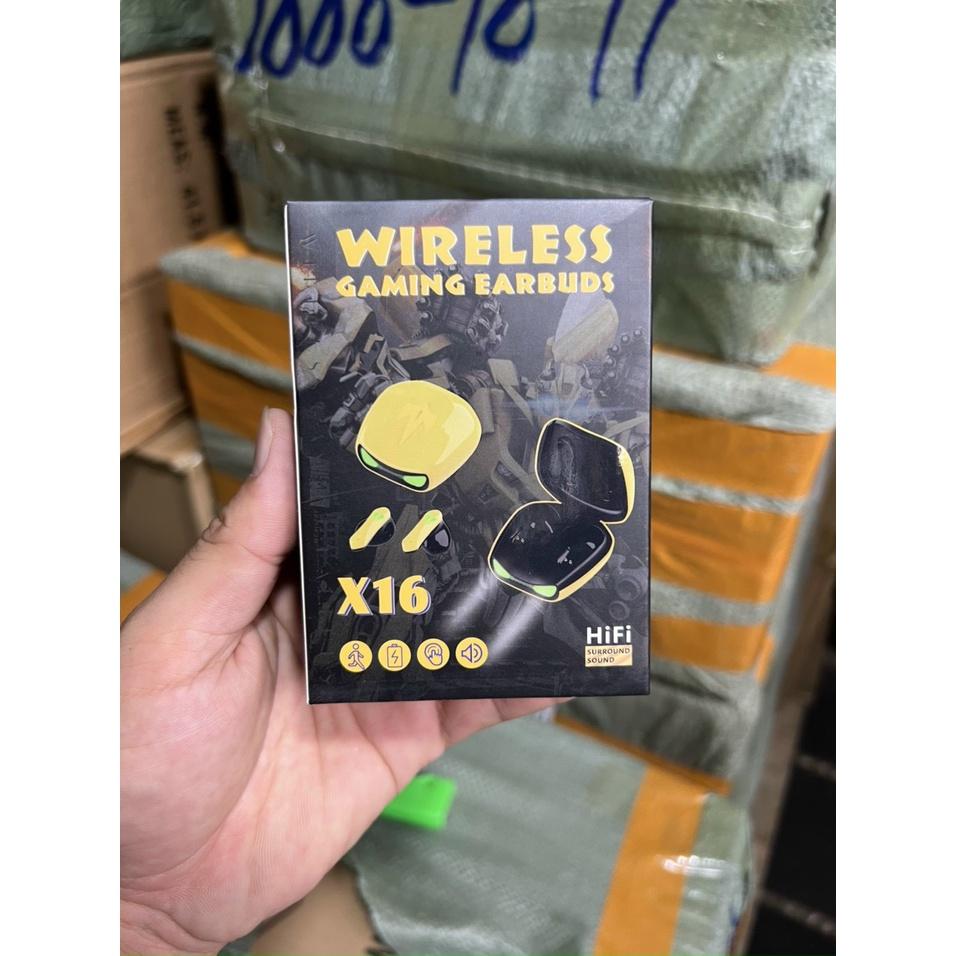 WIRELESS
GAMING EARBUDS
X16
HiFi
SURROUND
SOUND